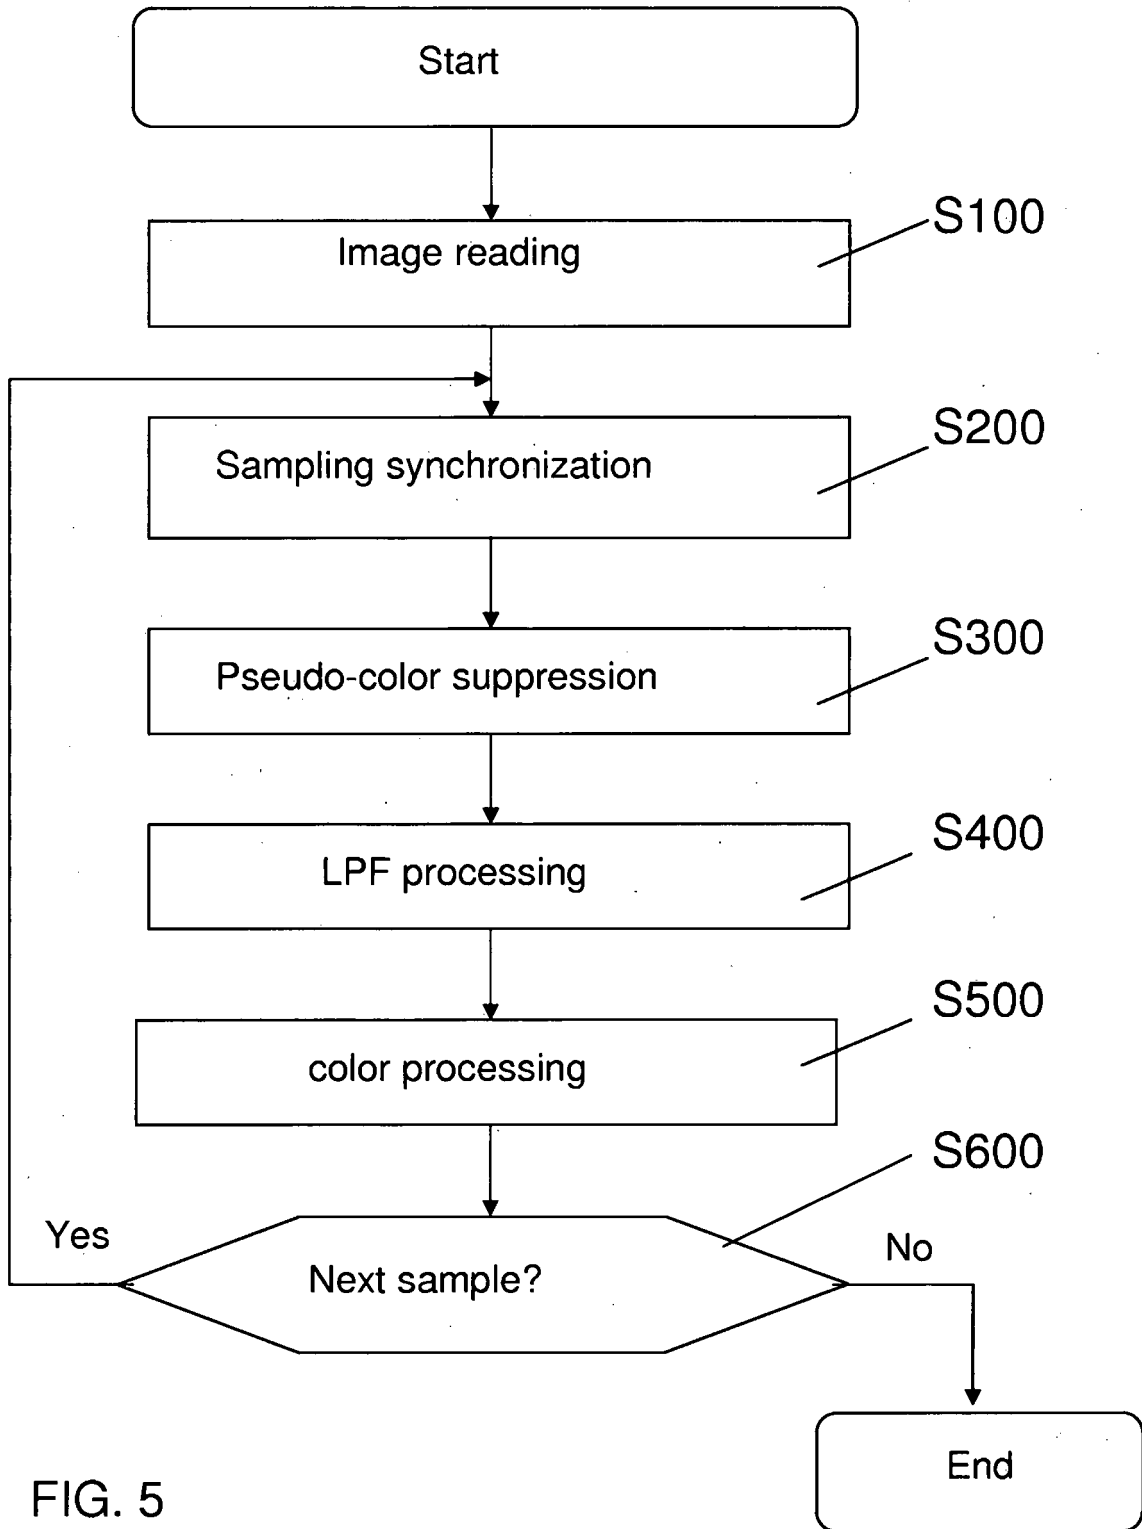 Start
Image reading
S100
Sampling synchronization
S200
Pseudo-color suppression
S300
LPF processing
S400
color processing
S500
S600
Yes
Next sample?
No
End
FIG. 5